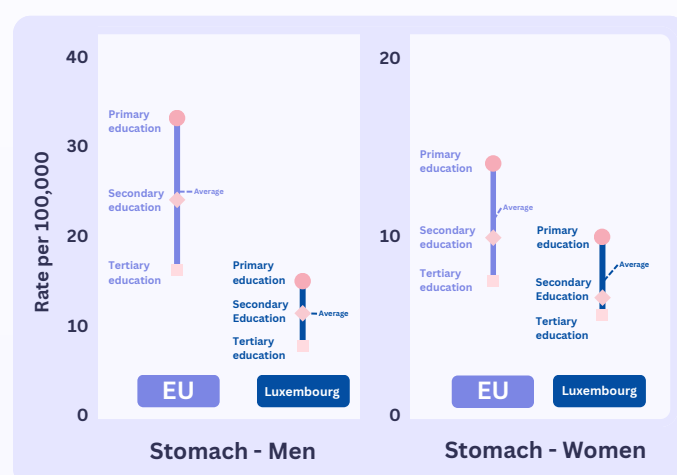 40
30
20
10
0
Rate per 100,000
Primary
education
Secondary
education
Average
Tertiary
education
Primary
education
Secondary
Education
Average
Tertiary
education
EU
Luxembourg
Stomach - Men
20
10
0
Primary
education
Average
Secondary
education
Tertiary
education
Primary
education
Average
Secondary
Education
Tertiary
education
EU
Luxembourg
Stomach - Women